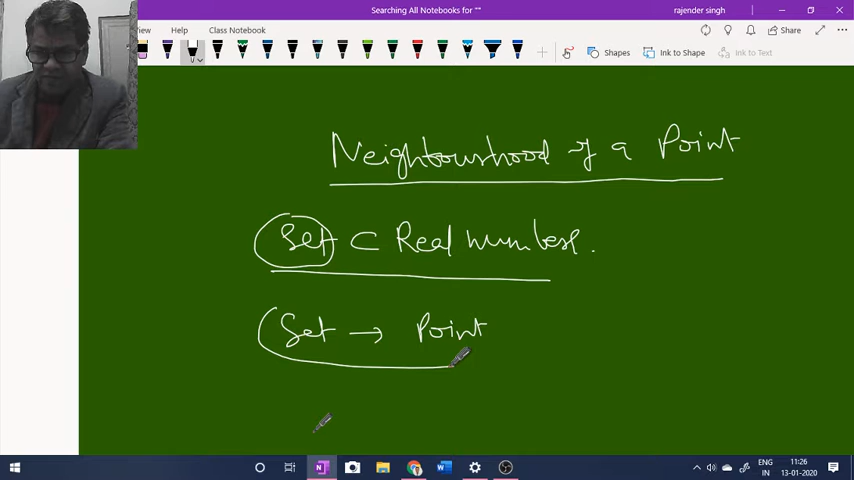 Searching All Notebooks for ""
rajender singh
View Help Class Notebook
Share
Shapes Ink to Shape Ink to Text
Neighbourhood of a Point
Set ⊂ Real numbers.
Set → Point
ENG
IN
11:26
13-01-2020